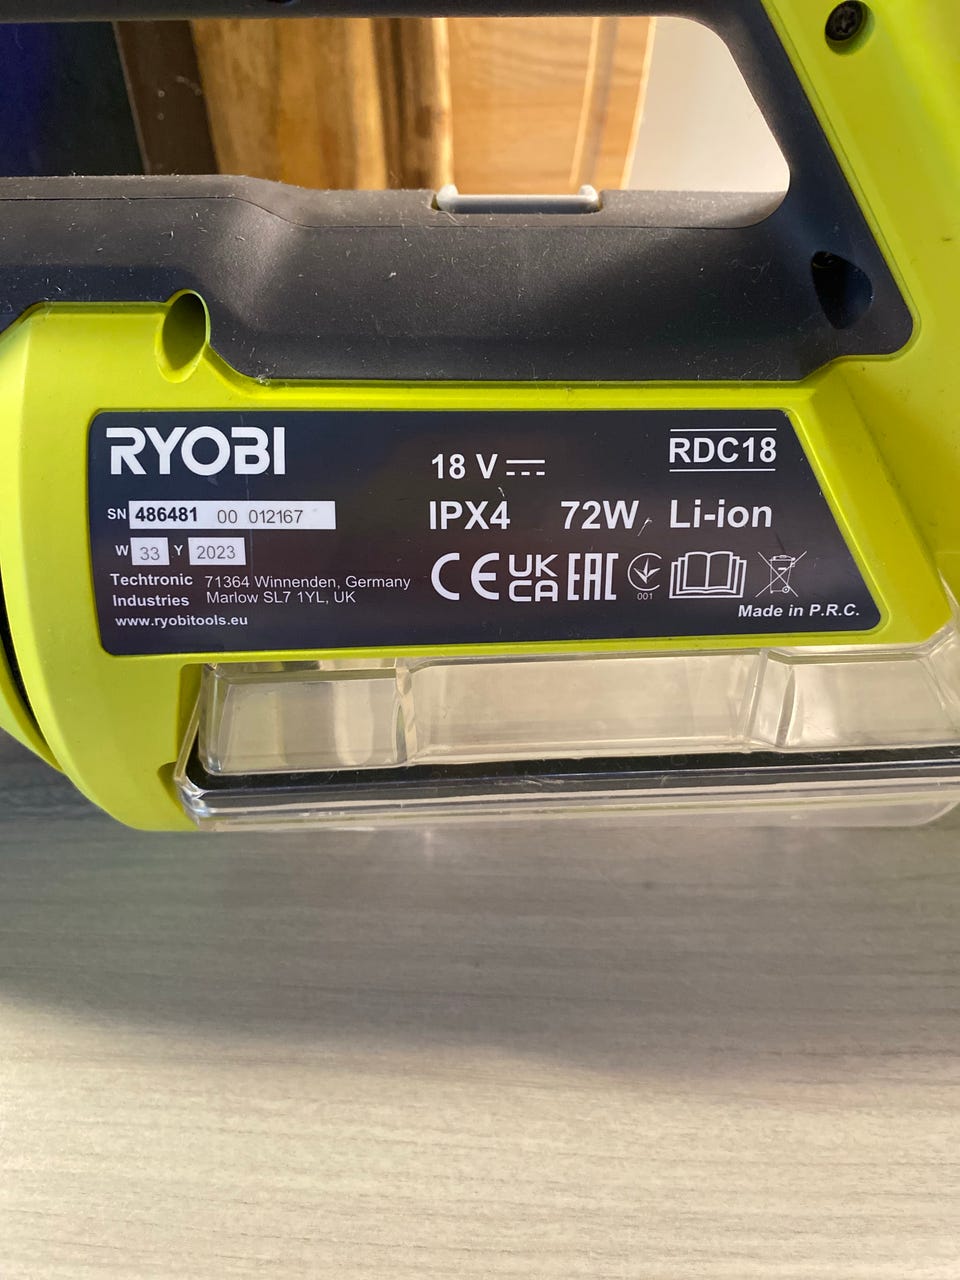 RYOBI
18 V
RDC18
SN 486481 00 012167
IPX4 72W Li-ion
W 33 Y 2023
Techtronic 71364 Winnenden, Germany
Industries Marlow SL7 1YL, UK
www.ryobitools.eu
CE UK CA EAC 001
Made in P.R.C.